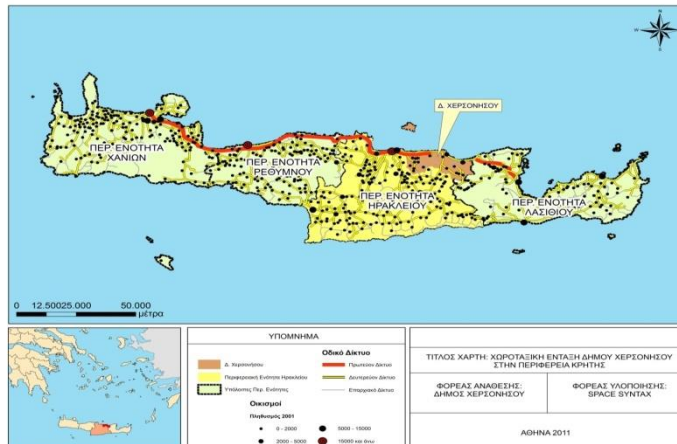 Δ. ΧΕΡΣΟΝΗΣΟΥ
ΠΕΡ. ΕΝΟΤΗΤΑ
ΧΑΝΙΩΝ
ΠΕΡ. ΕΝΟΤΗΤΑ
ΡΕΘΥΜΝΟΥ
ΠΕΡ. ΕΝΟΤΗΤΑ
ΗΡΑΚΛΕΙΟΥ
ΠΕΡ. ΕΝΟΤΗΤΑ
ΛΑΣΙΘΙΟΥ
0 12.500 25.000 50.000
μέτρα
ΥΠΟΜΝΗΜΑ
Δ. Χερσονήσου
Περιφερειακή Ενότητα Ηρακλείου
Υπόλοιπες Περ. Ενότητες
Οδικό Δίκτυο
Πρωτεύον Δίκτυο
Δευτερεύον Δίκτυο
Επαρχιακό Δίκτυο
Οικισμοί
Πληθυσμός 2001
0 - 2000
2000 - 5000
5000 - 15000
15000 και άνω
ΤΙΤΛΟΣ ΧΑΡΤΗ: ΧΩΡΟΤΑΞΙΚΗ ΕΝΤΑΞΗ ΔΗΜΟΥ ΧΕΡΣΟΝΗΣΟΥ
ΣΤΗΝ ΠΕΡΙΦΕΡΕΙΑ ΚΡΗΤΗΣ
ΦΟΡΕΑΣ ΑΝΑΘΕΣΗΣ:
ΔΗΜΟΣ ΧΕΡΣΟΝΗΣΟΥ
ΦΟΡΕΑΣ ΥΛΟΠΟΙΗΣΗΣ:
SPACE SYNTAX
ΑΘΗΝΑ 2011